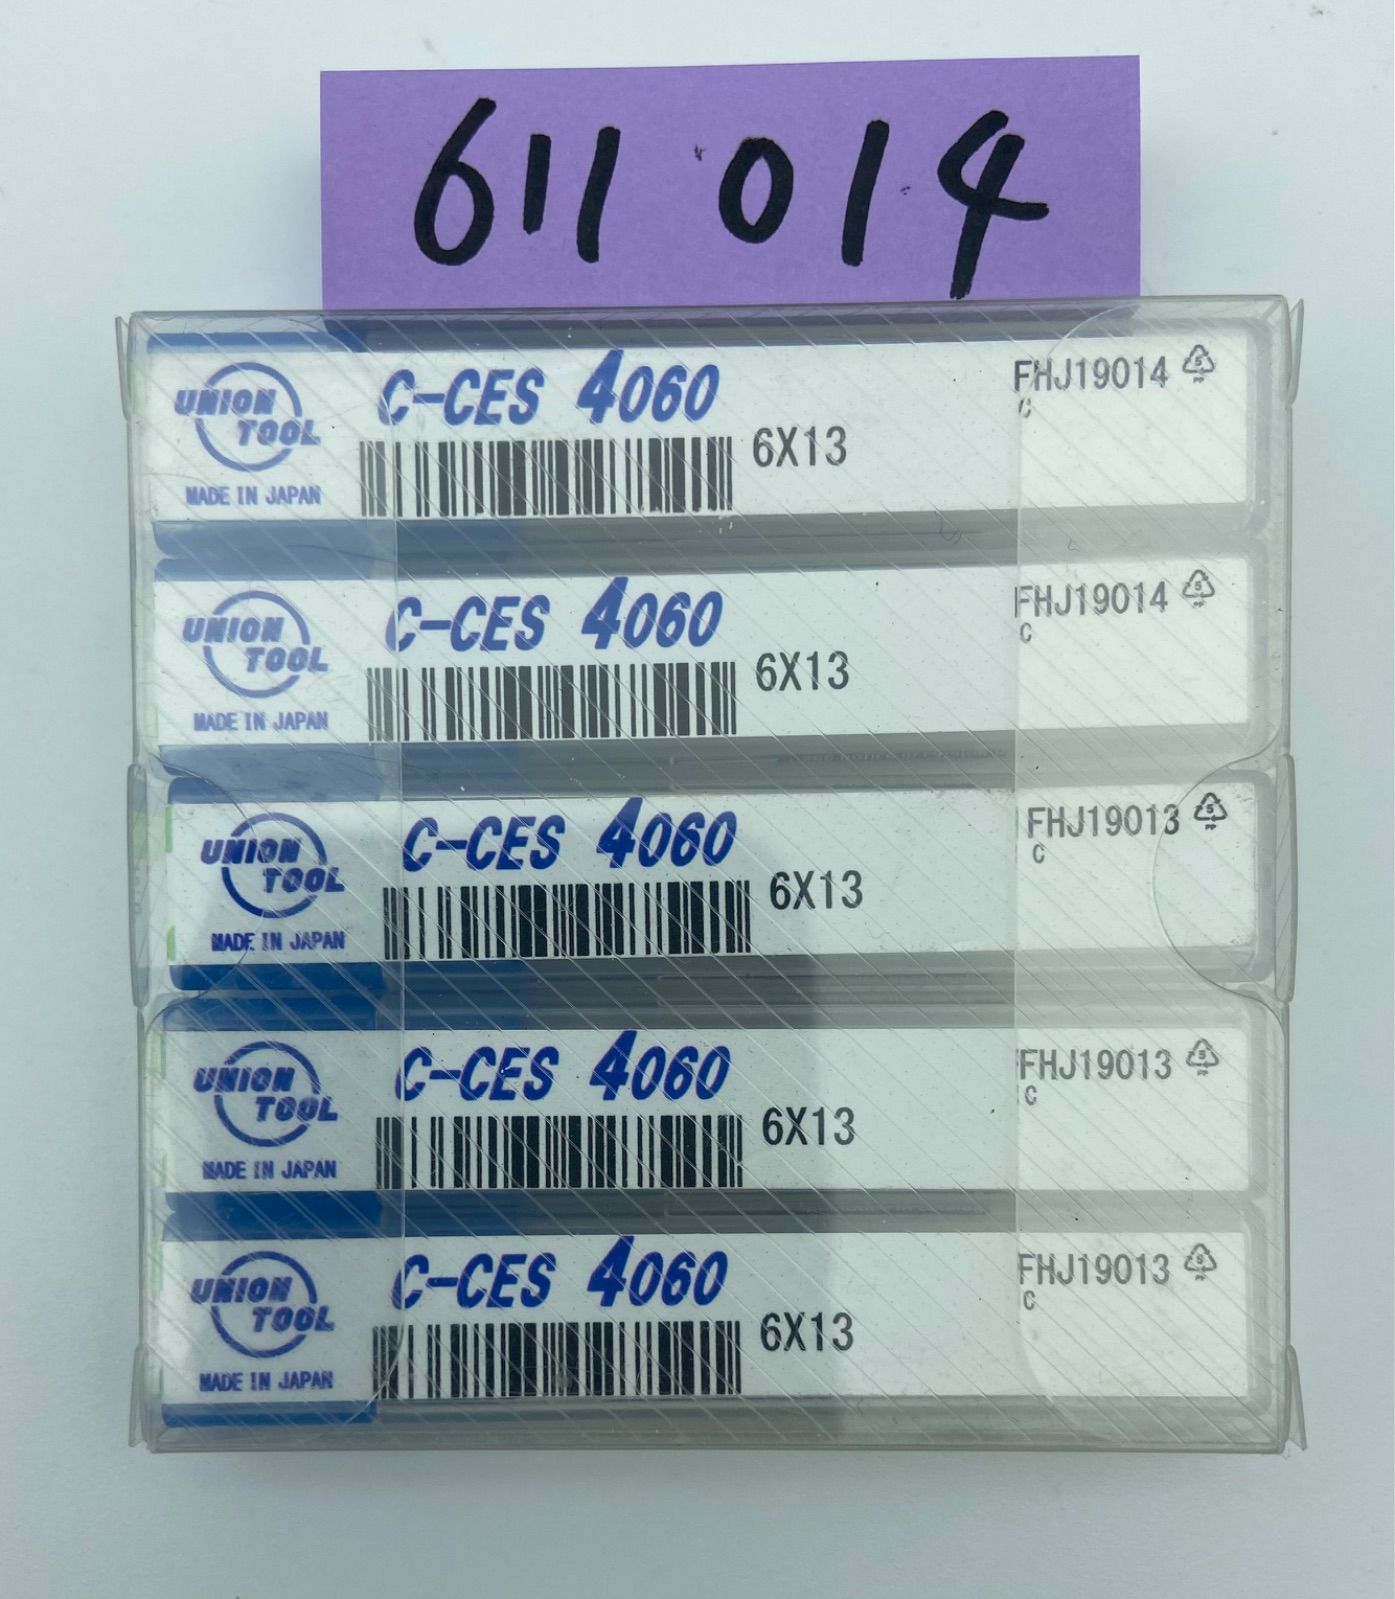 611 014
UNION TOOL
MADE IN JAPAN
C-CES 4060
6X13
FHJ19014
C
UNION TOOL
MADE IN JAPAN
C-CES 4060
6X13
FHJ19014
C
UNION TOOL
MADE IN JAPAN
C-CES 4060
6X13
FHJ19013
C
UNION TOOL
MADE IN JAPAN
C-CES 4060
6X13
FHJ19013
C
UNION TOOL
MADE IN JAPAN
C-CES 4060
6X13
FHJ19013
C